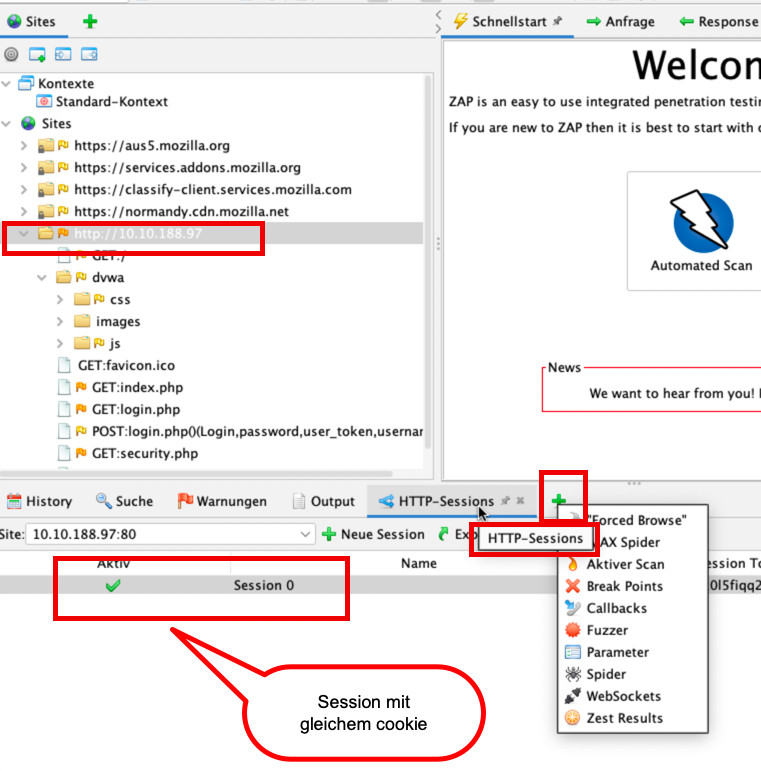 Sites
Schnellstart
Anfrage
Response
Kontexte
Standard-Kontext
Sites
https://aus5.mozilla.org
https://services.addons.mozilla.org
https://classify-client.services.mozilla.com
https://normandy.cdn.mozilla.net
http://10.10.188.97
GET:/
dvwa
css
images
js
GET:favicon.ico
GET:index.php
GET:login.php
POST:login.php()(Login,password,user_token,usernar
GET:security.php
Welcon
ZAP is an easy to use integrated penetration testin
If you are new to ZAP then it is best to start with
Automated Scan
News
We want to hear from you!
History
Suche
Warnungen
Output
HTTP-Sessions
Site:
10.10.188.97:80
Neue Session
Exp
HTTP-Sessions
Aktiv
Name
ession To
Session 0
0l5fiqq2
"Forced Browse"
AX Spider
Aktiver Scan
Break Points
Callbacks
Fuzzer
Parameter
Spider
WebSockets
Zest Results
Session mit
gleichem cookie